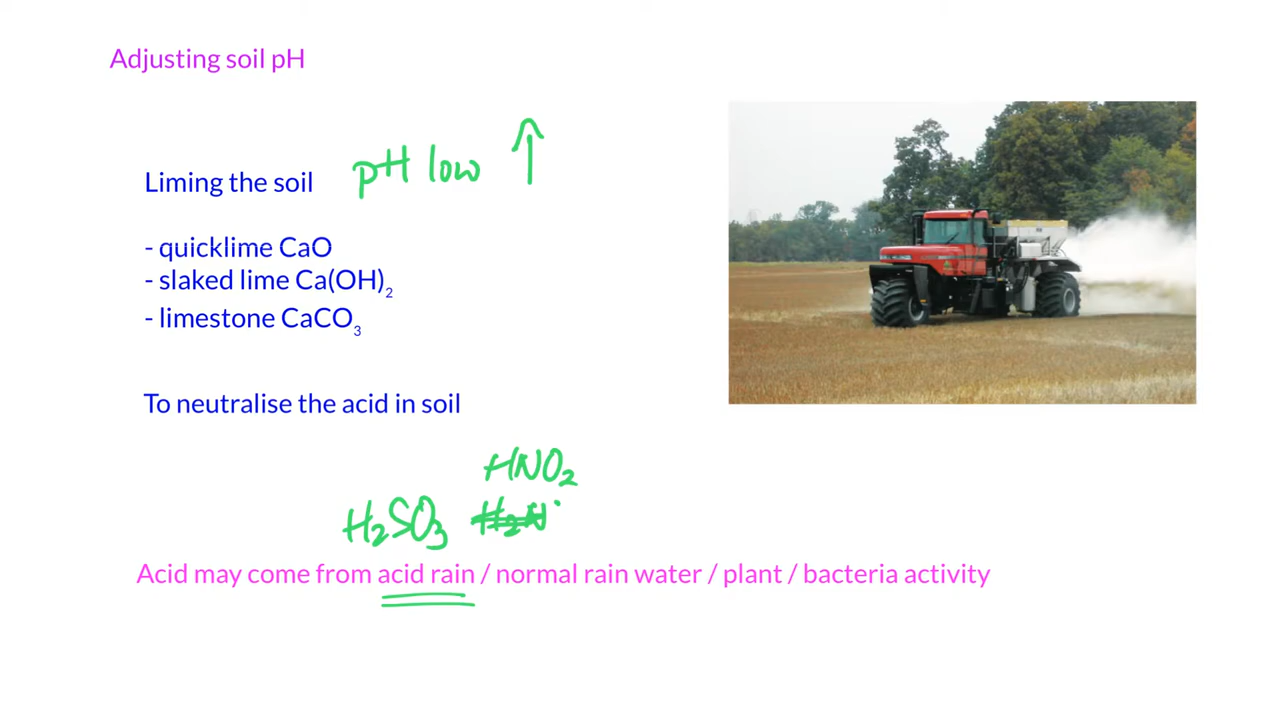 Adjusting soil pH
Liming the soil pH low ↑
- quicklime CaO
- slaked lime Ca(OH)₂
- limestone CaCO₃
To neutralise the acid in soil
HNO₂
H₂SO₃
Acid may come from acid rain / normal rain water / plant / bacteria activity